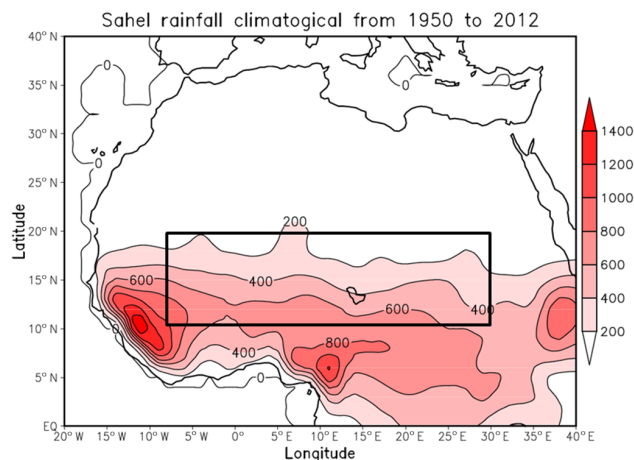 Sahel rainfall climatogical from 1950 to 2012
40° N
35° N
30° N
25° N
20° N
15° N
10° N
5° N
EQ
Latitude
0
0
0
200
600
400
600
400
0
800
400
0
1400
1200
1000
800
600
400
200
20° W 15° W 10° W 5° W 0° 5° E 10° E 15° E 20° E 25° E 30° E 35° E 40° E
Longitude